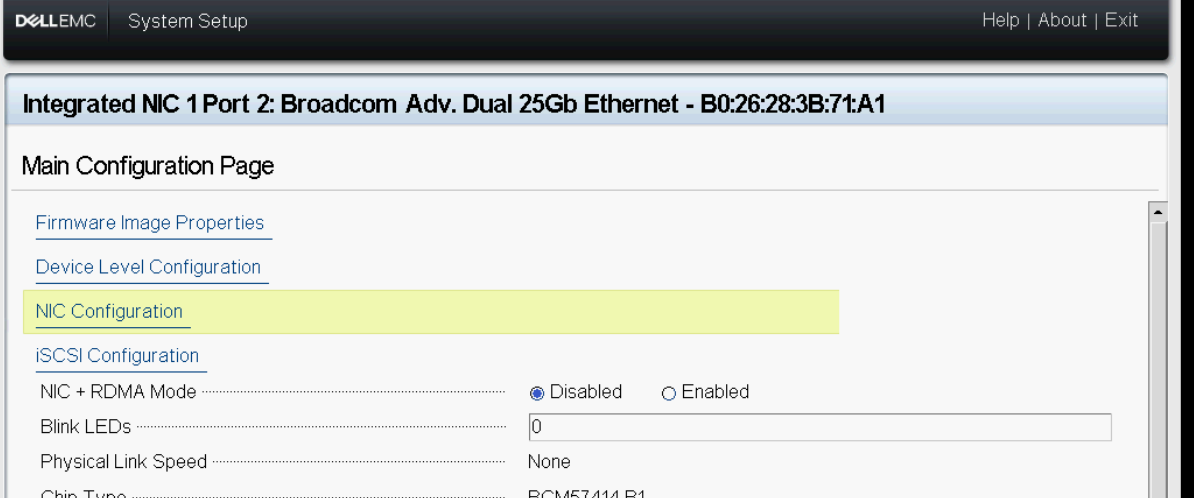 DELLEMC System Setup Help | About | Exit
Integrated NIC 1 Port 2: Broadcom Adv. Dual 25Gb Ethernet - B0:26:28:3B:71:A1
Main Configuration Page
Firmware Image Properties
Device Level Configuration
NIC Configuration
iSCSI Configuration
NIC + RDMA Mode Disabled Enabled
Blink LEDs 0
Physical Link Speed None
Chip Type BCM57414 B1